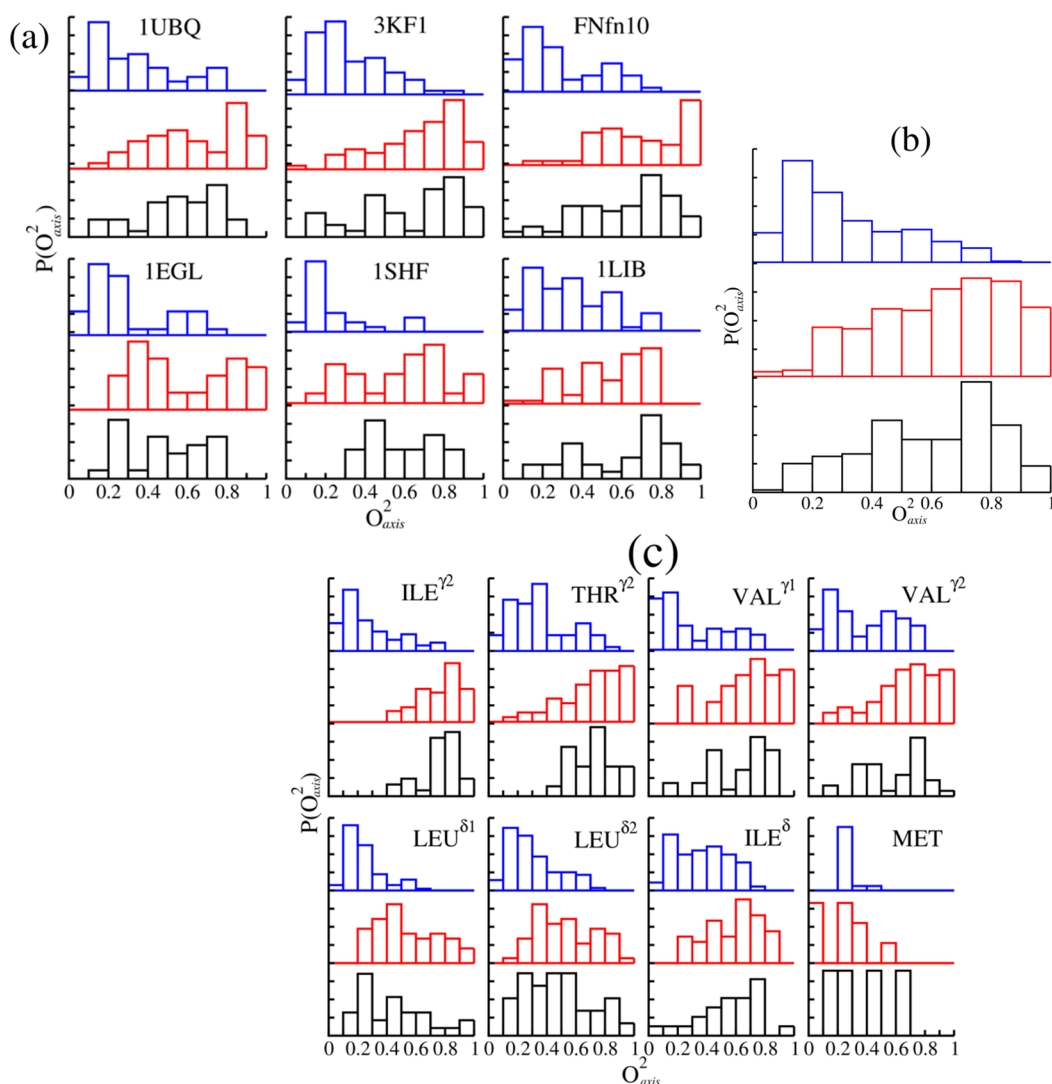 (a)
1UBQ 3KF1 FNfn10
1EGL 1SHF 1LIB
P(O²axis)
0 0.2 0.4 0.6 0.8 1 0 0.2 0.4 0.6 0.8 1 0 0.2 0.4 0.6 0.8 1
O²axis
(b)
P(O²axis)
0 0.2 0.4 0.6 0.8 1
O²axis
(c)
ILEγ2 THRγ2 VALγ1 VALγ2
P(O²axis)
LEUδ1 LEUδ2 ILEδ MET
0 0.2 0.4 0.6 0.8 1 0 0.2 0.4 0.6 0.8 1 0 0.2 0.4 0.6 0.8 1 0 0.2 0.4 0.6 0.8 1
O²axis